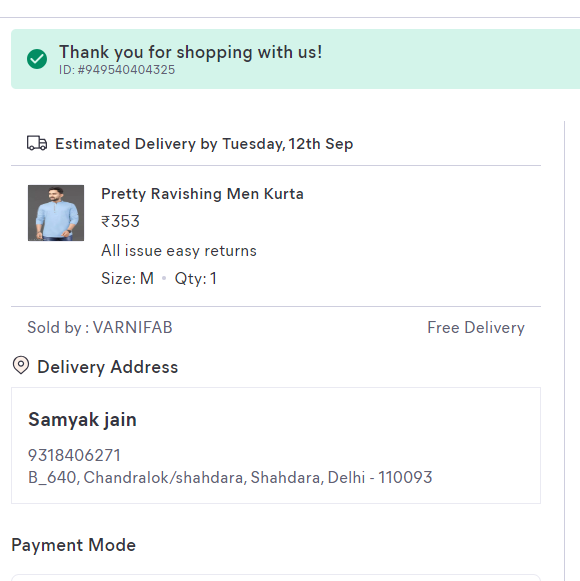 Thank you for shopping with us!
ID: #949540404325
Estimated Delivery by Tuesday, 12th Sep
Pretty Ravishing Men Kurta
₹353
All issue easy returns
Size: M • Qty: 1
Sold by : VARNIFAB Free Delivery
Delivery Address
Samyak jain
9318406271
B_640, Chandralok/shahdara, Shahdara, Delhi - 110093
Payment Mode